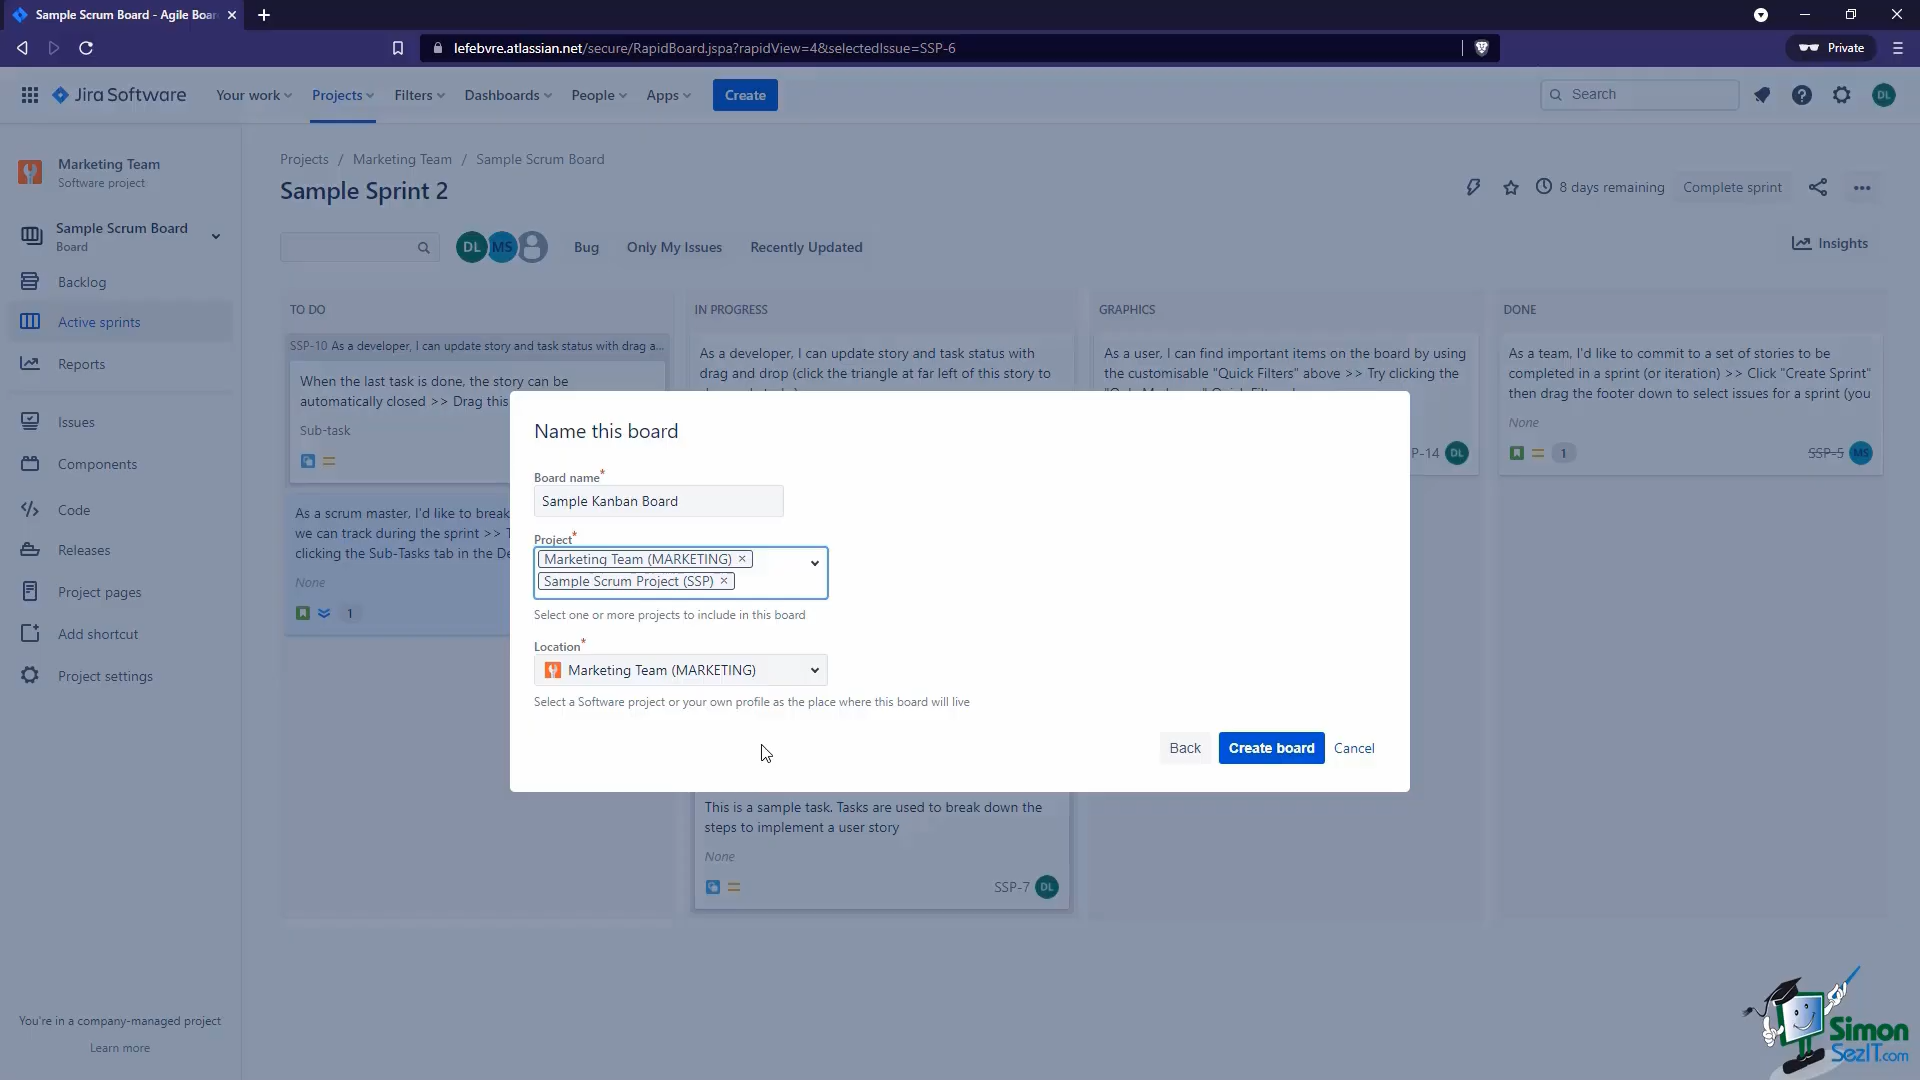 Sample Scrum Board - Agile Boar
lefebvre.atlassian.net/secure/RapidBoard.jspa?rapidView=4&selectedIssue=SSP-6
Private
Jira Software
Your work
Projects
Filters
Dashboards
People
Apps
Create
Search
DL
Marketing Team
Software project
Sample Scrum Board
Board
Backlog
Active sprints
Reports
Issues
Components
Code
Releases
Project pages
Add shortcut
Project settings
You're in a company-managed project
Learn more
Projects / Marketing Team / Sample Scrum Board
Sample Sprint 2
8 days remaining
Complete sprint
DL MS
Bug
Only My Issues
Recently Updated
Insights
TO DO
SSP-10 As a developer, I can update story and task status with drag a...
When the last task is done, the story can be
automatically closed >> Drag this
Sub-task
As a scrum master, I'd like to break
we can track during the sprint >> T
clicking the Sub-Tasks tab in the De
None
1
IN PROGRESS
As a developer, I can update story and task status with
drag and drop (click the triangle at far left of this story to
This is a sample task. Tasks are used to break down the
steps to implement a user story
None
SSP-7 DL
GRAPHICS
As a user, I can find important items on the board by using
the customisable "Quick Filters" above >> Try clicking the
P-14 DL
DONE
As a team, I'd like to commit to a set of stories to be
completed in a sprint (or iteration) >> Click "Create Sprint"
then drag the footer down to select issues for a sprint (you
None
1
SSP-5 MS
Name this board
Board name*
Sample Kanban Board
Project*
Marketing Team (MARKETING) ×
Sample Scrum Project (SSP) ×
Select one or more projects to include in this board
Location*
Marketing Team (MARKETING)
Select a Software project or your own profile as the place where this board will live
Back
Create board
Cancel
Simon
SezIT.com